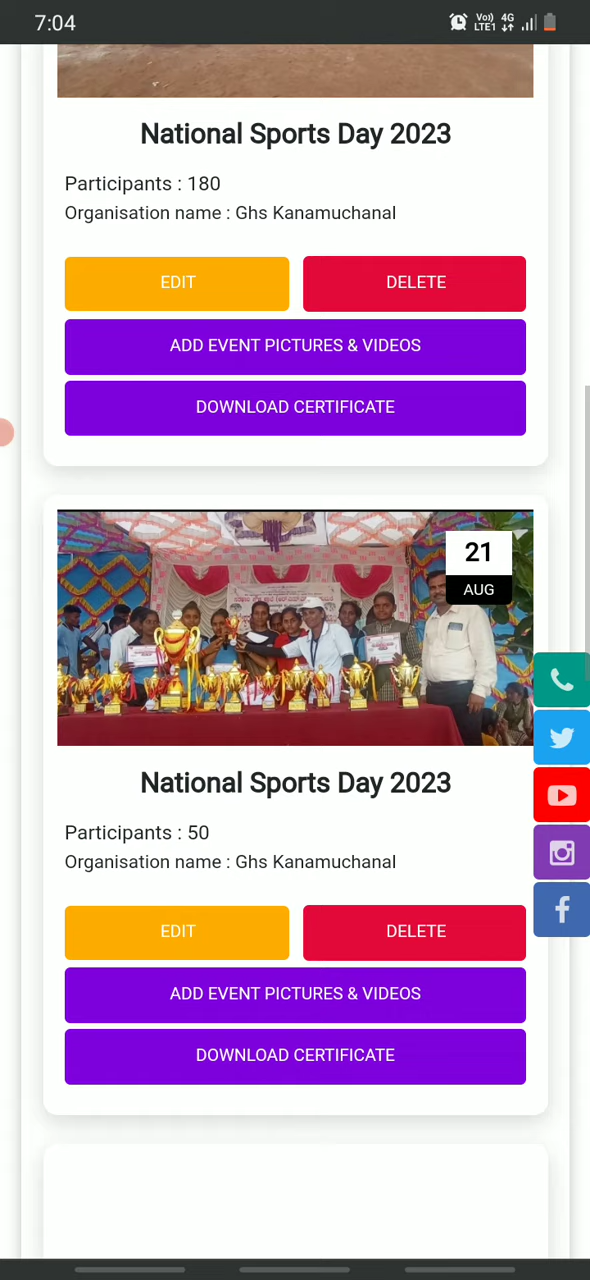 7:04
Vo)) 4G
LTE1
National Sports Day 2023
Participants : 180
Organisation name : Ghs Kanamuchanal
EDIT
DELETE
ADD EVENT PICTURES & VIDEOS
DOWNLOAD CERTIFICATE
21
AUG
National Sports Day 2023
Participants : 50
Organisation name : Ghs Kanamuchanal
EDIT
DELETE
ADD EVENT PICTURES & VIDEOS
DOWNLOAD CERTIFICATE